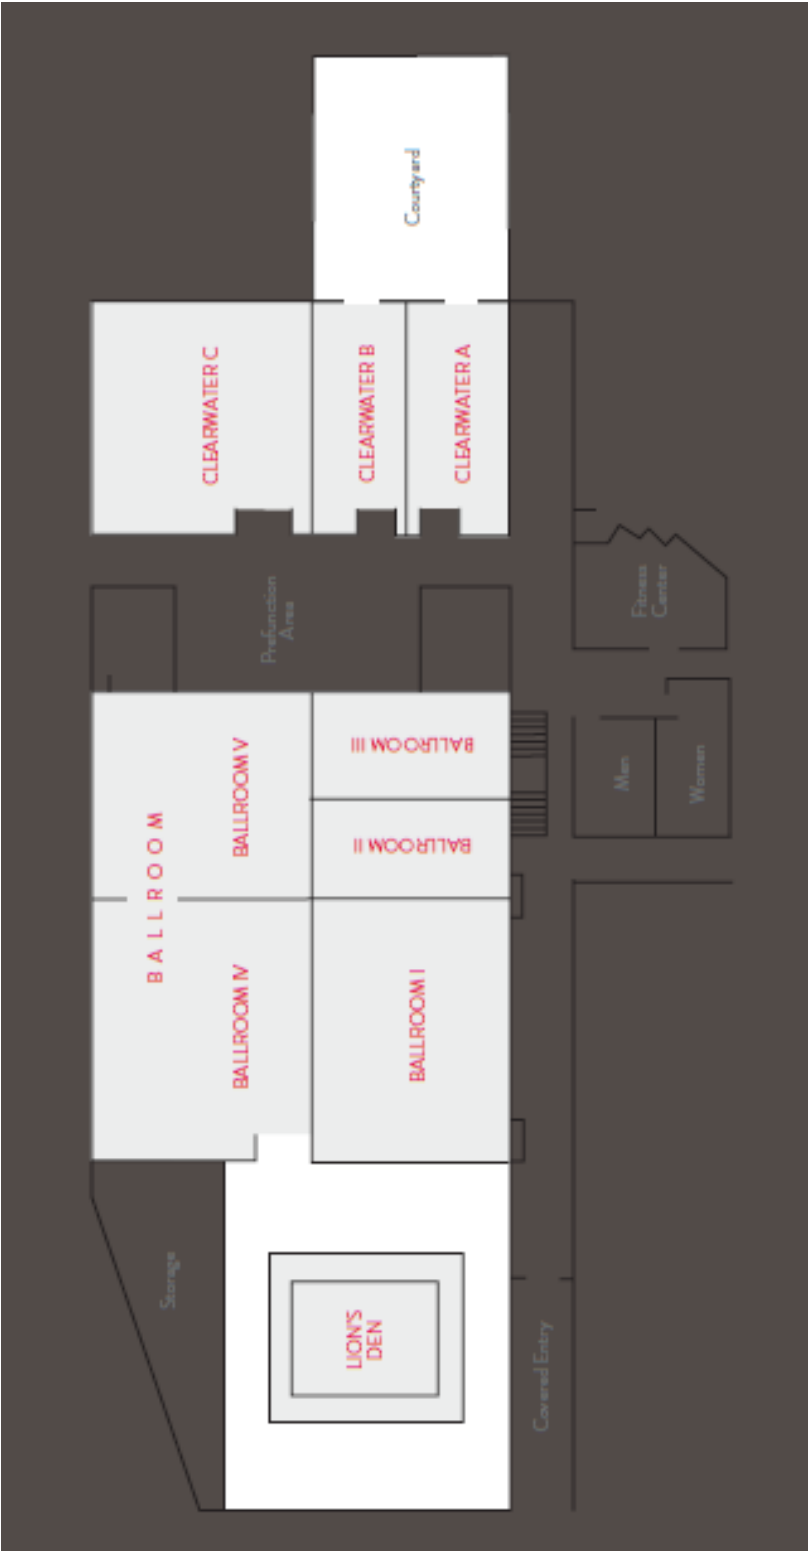 Courtyard
CLEARWATER C
CLEARWATER B
CLEARWATER A
Prefunction
Area
Fitness
Center
BALLROOM
BALLROOM V
BALLROOM III
BALLROOM II
Men
Women
BALLROOM IV
BALLROOM I
Storage
LION'S
DEN
Covered Entry